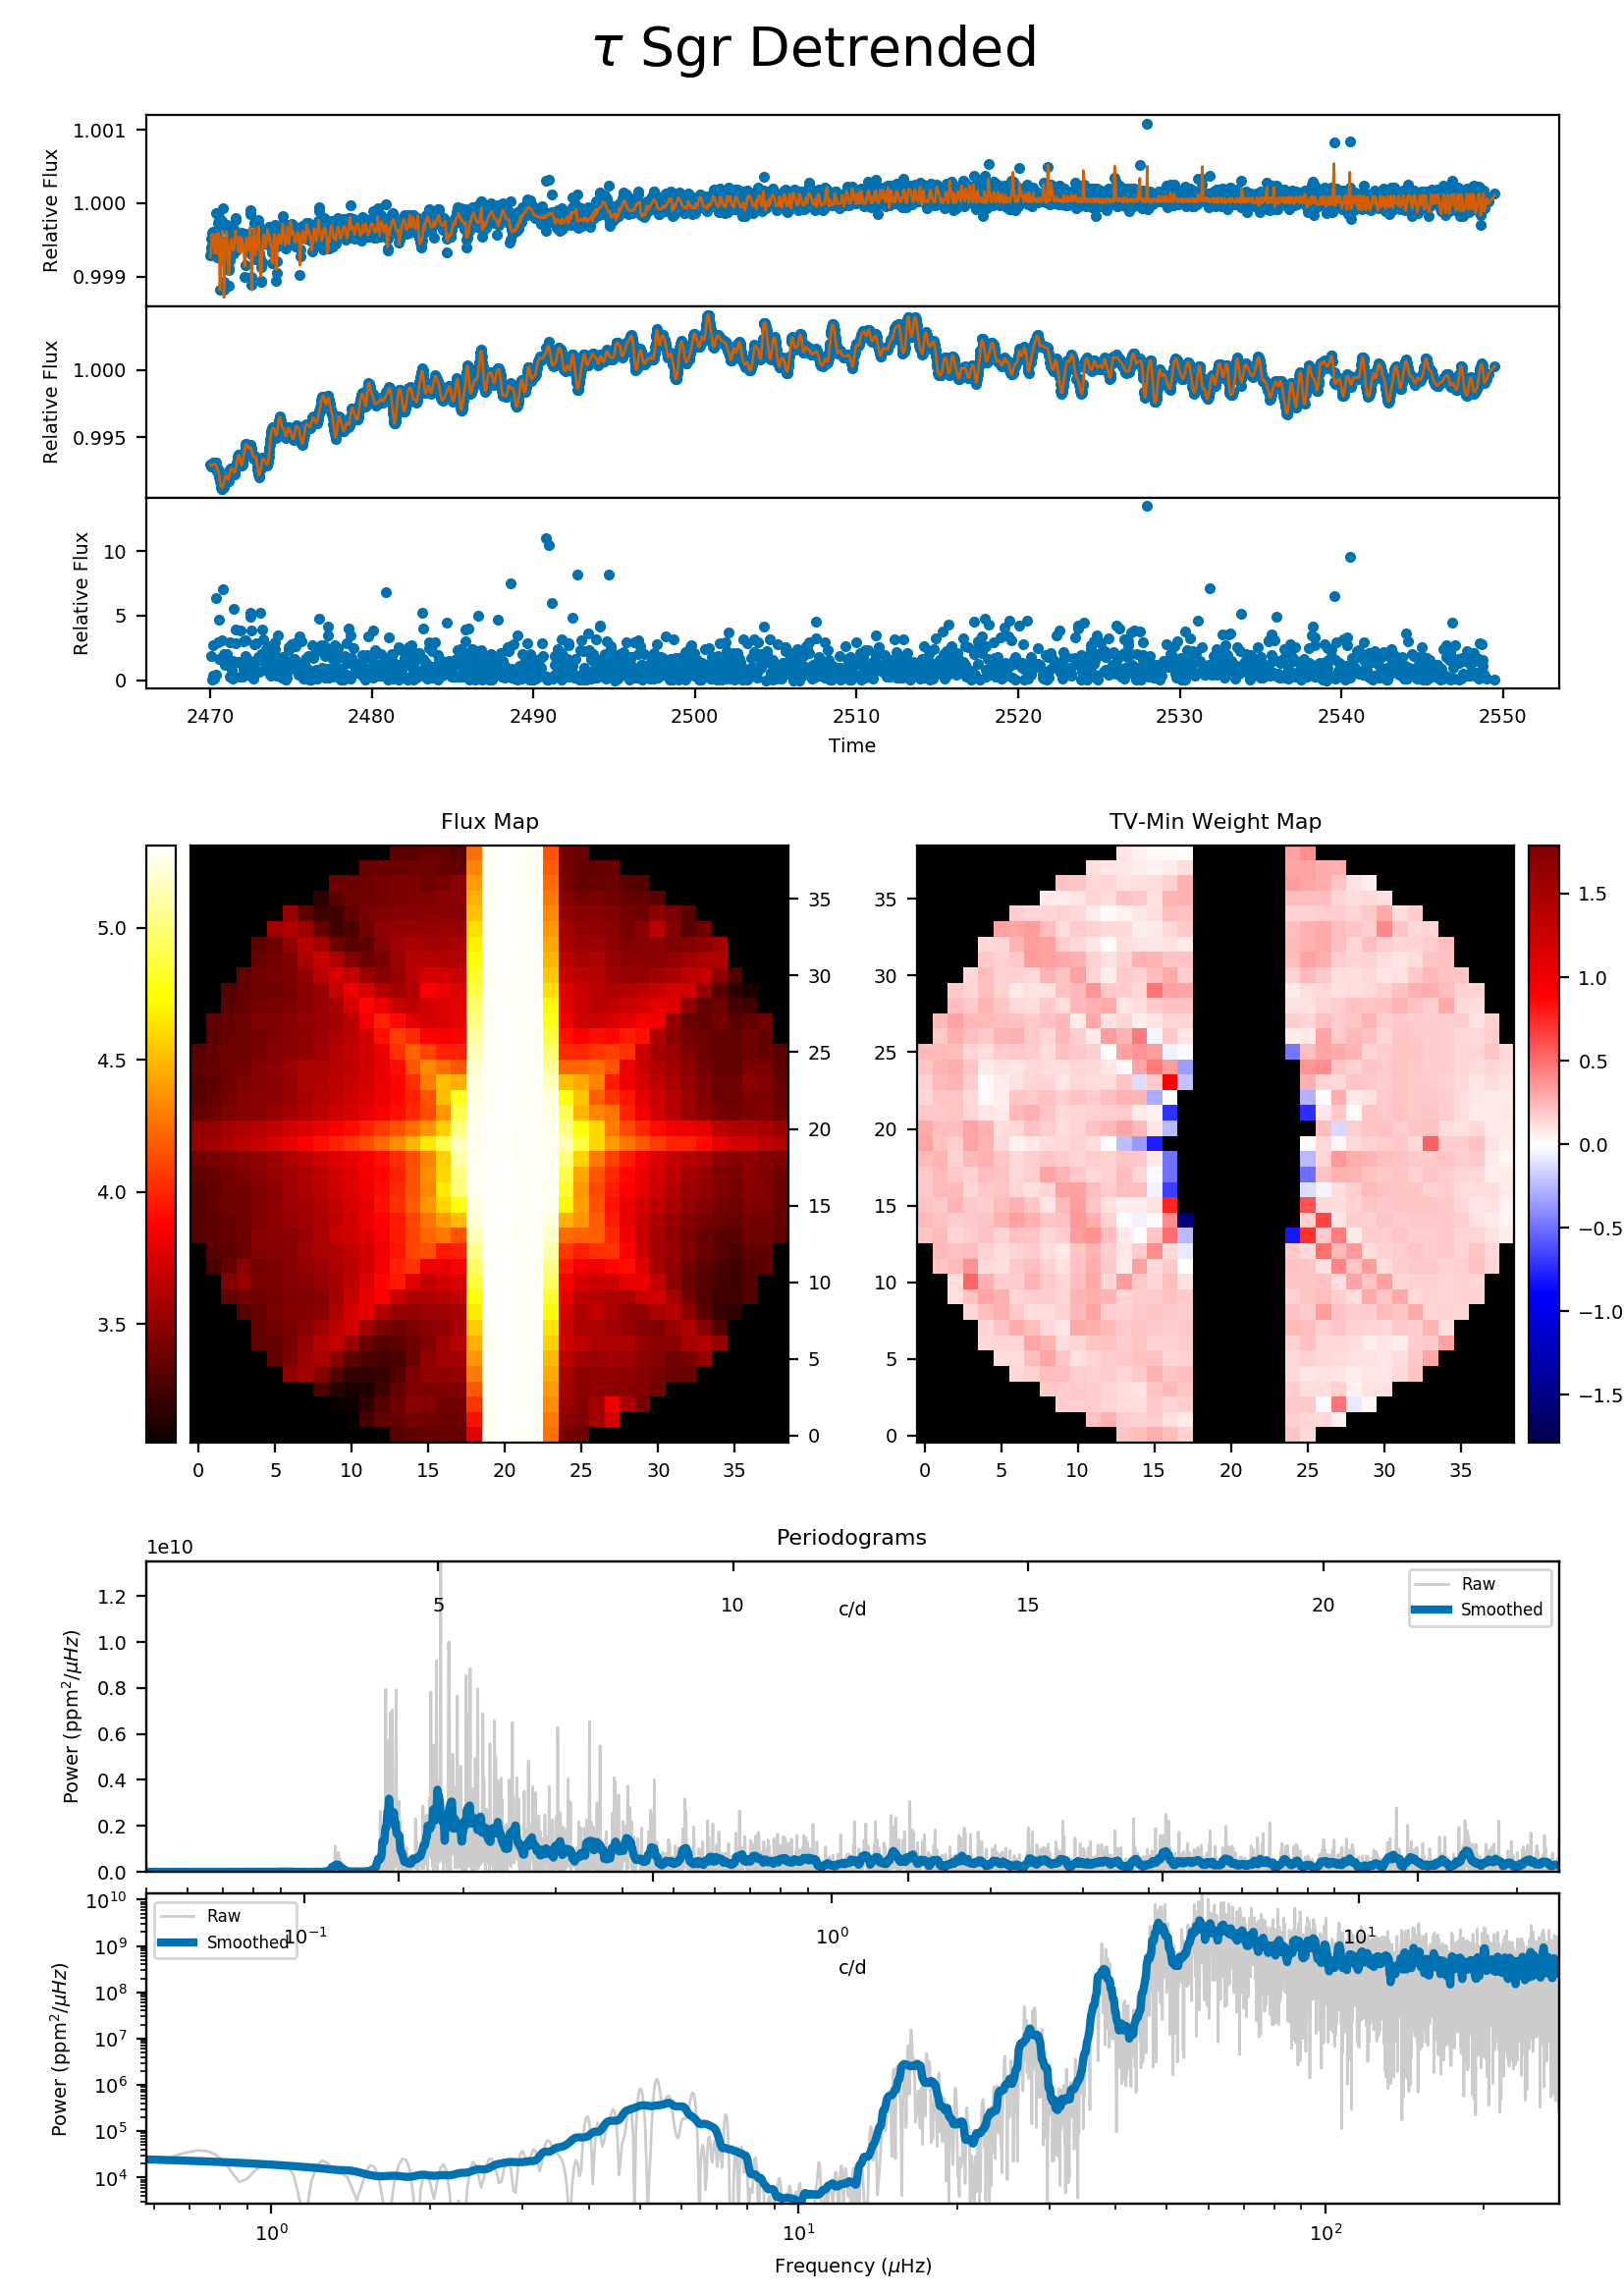 τ Sgr Detrended
1.001
1.000
0.999
Relative Flux
1.000
0.995
Relative Flux
10
5
0
Relative Flux
2470 2480 2490 2500 2510 2520 2530 2540 2550
Time
Flux Map
5.0
4.5
4.0
3.5
35
30
25
20
15
10
5
0
0 5 10 15 20 25 30 35
TV-Min Weight Map
35
30
25
20
15
10
5
0
0 5 10 15 20 25 30 35
1.5
1.0
0.5
0.0
−0.5
−1.0
−1.5
Periodograms
1e10
1.2
1.0
0.8
0.6
0.4
0.2
0.0
Power (ppm²/μHz)
5 10 15 20
c/d
Raw
Smoothed
10¹⁰
10⁹
10⁸
10⁷
10⁶
10⁵
10⁴
Power (ppm²/μHz)
Raw
Smoothed
10⁻¹ 10⁰ 10¹
c/d
10⁰ 10¹ 10²
Frequency (μHz)